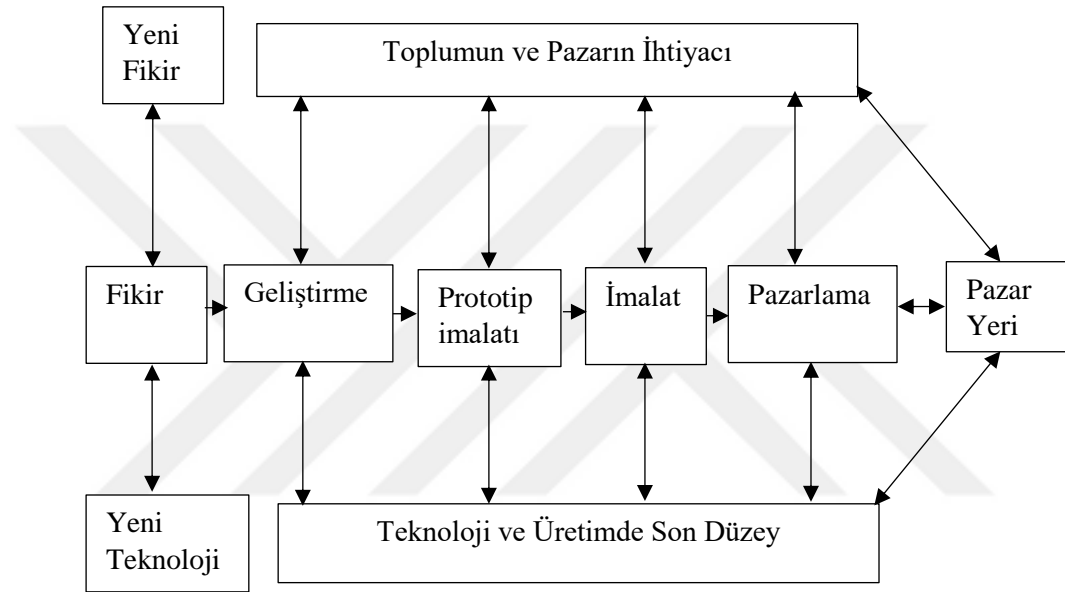 Yeni
Fikir
Toplumun ve Pazarın İhtiyacı
Fikir
Geliştirme
Prototip
imalatı
İmalat
Pazarlama
Pazar
Yeri
Yeni
Teknoloji
Teknoloji ve Üretimde Son Düzey